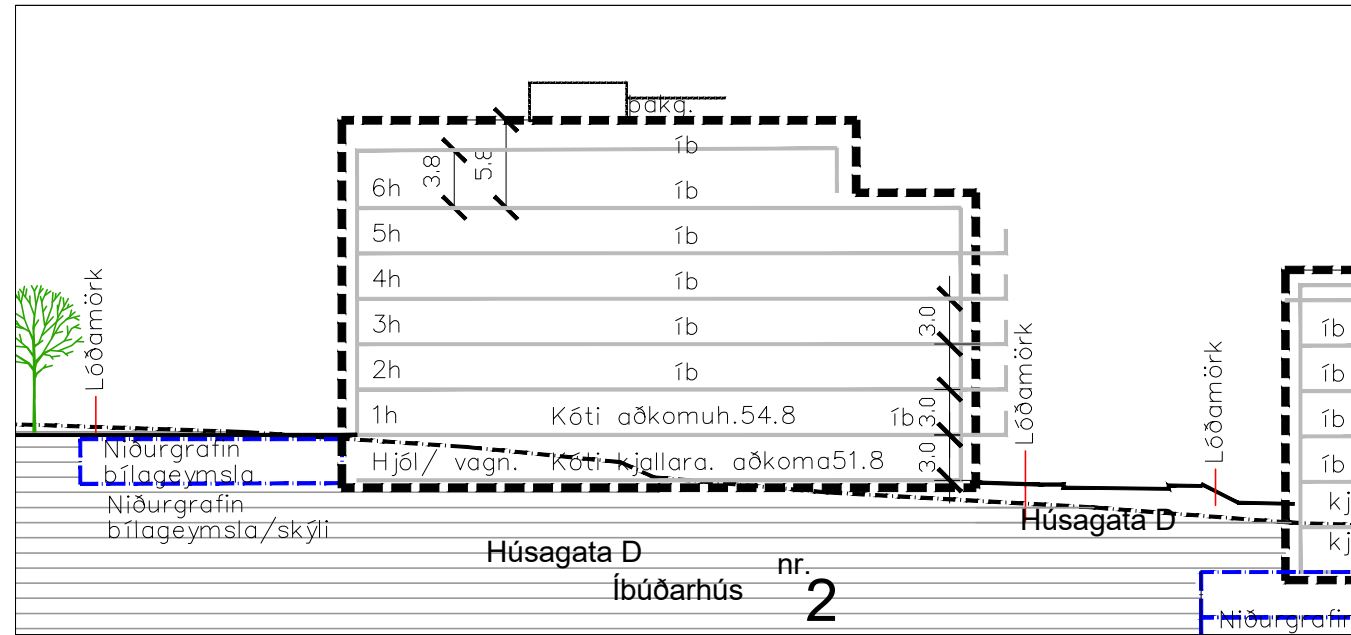 þakg.
íb
3.8
5.8
6h íb
5h íb
4h íb
3h íb
3.0
2h íb
1h Kóti aðkomuh.54.8 íb
3.0
Hjól/ vagn. Kóti kjallara. aðkoma51.8
3.0
Lóðamörk
Lóðamörk
Lóðamörk
Niðurgrafin
bílageymsla
Niðurgrafin
bílageymsla/skýli
Húsagata D
Húsagata D
nr.
Íbúðarhús 2
íb
íb
íb
íb
kj
kj
Niðurgrafin